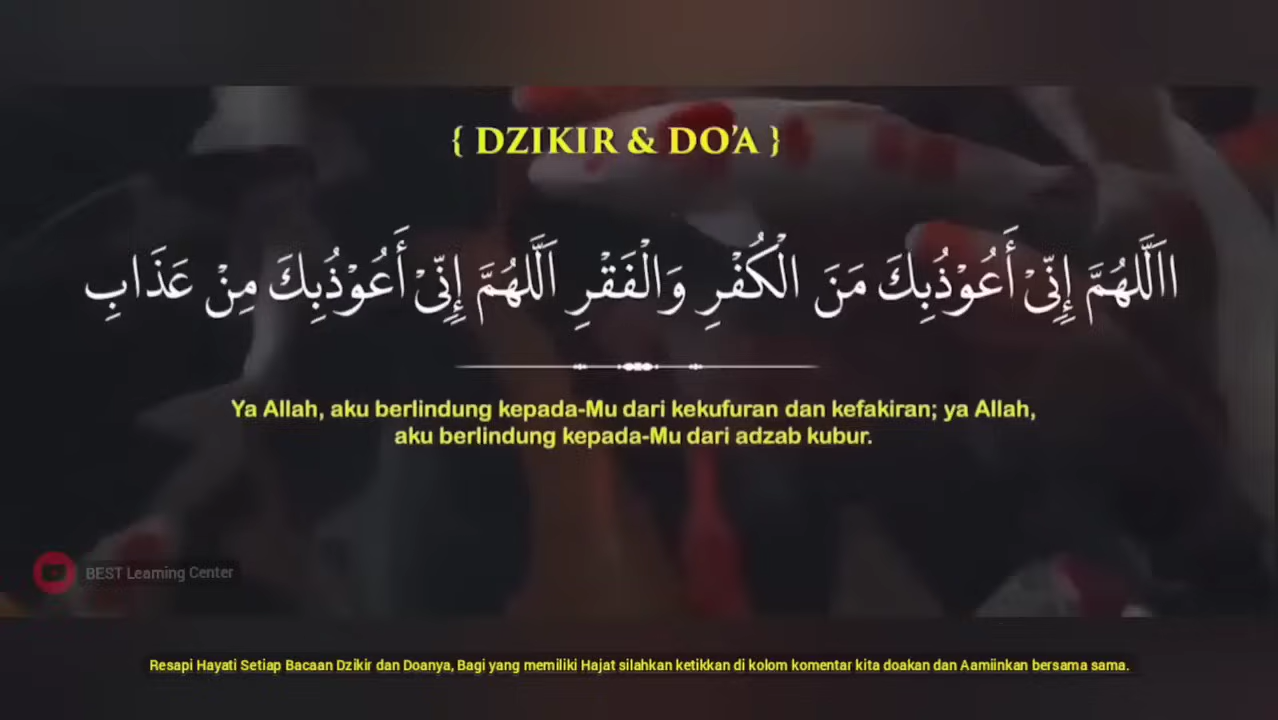 { DZIKIR & DO'A }
ااَللَّهُمَّ إِنِّىْ أَعُوْذُبِكَ مَنَ الْكُفْرِ وَالْفَقْرِ اَللَّهُمَّ إِنِّىْ أَعُوْذُبِكَ مِنْ عَذَابِ
Ya Allah, aku berlindung kepada-Mu dari kekufuran dan kefakiran; ya Allah,
aku berlindung kepada-Mu dari adzab kubur.
BEST Learning Center
Resapi Hayati Setiap Bacaan Dzikir dan Doanya, Bagi yang memiliki Hajat silahkan ketikkan di kolom komentar kita doakan dan Aamiinkan bersama sama.